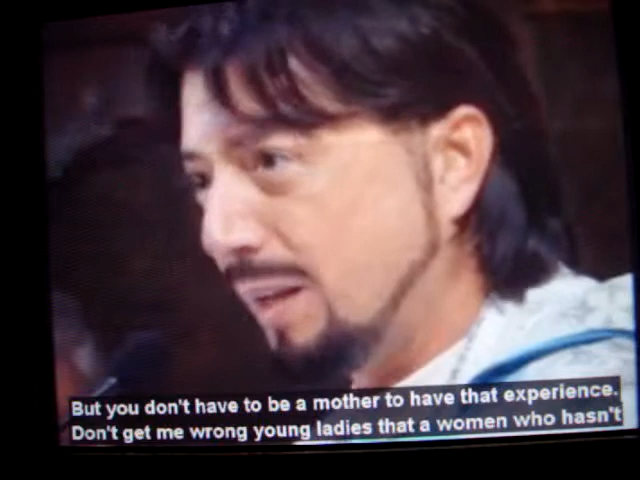 But you don't have to be a mother to have that experience.
Don't get me wrong young ladies that a women who hasn't